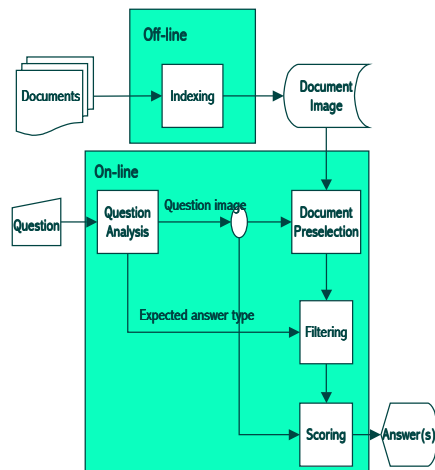 Off-line
Documents
Indexing
Document
Image
On-line
Question
Question
Analysis
Question image
Document
Preselection
Expected answer type
Filtering
Scoring
Answer(s)